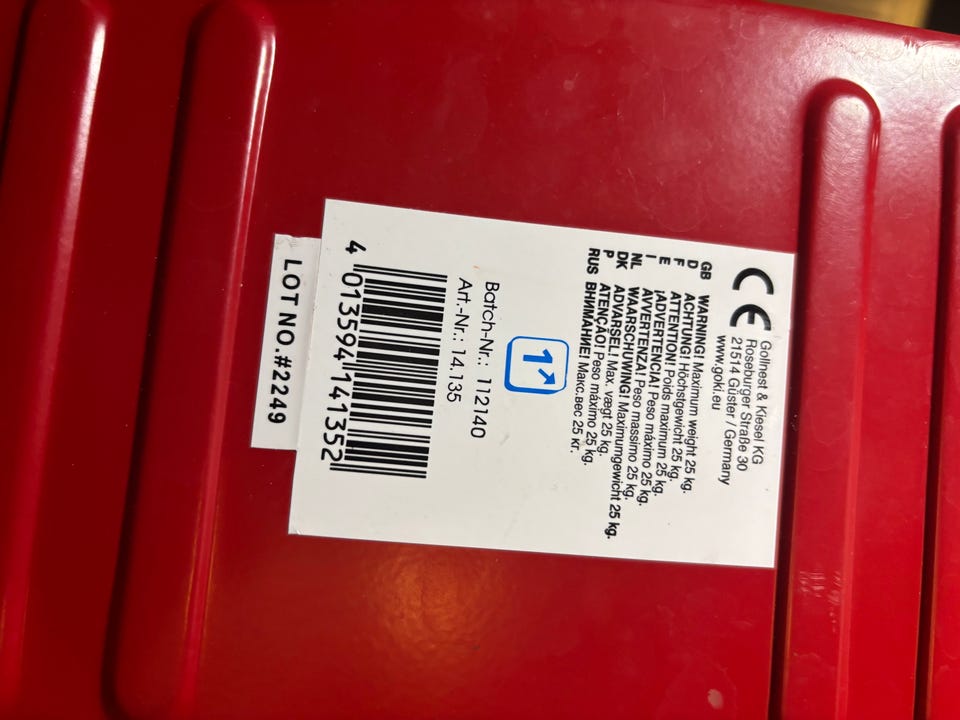 CE
Gollnest & Kiesel KG
Roseburger Straße 30
21514 Güster / Germany
www.goki.eu
GB WARNING! Maximum weight 25 kg.
D ACHTUNG! Höchstgewicht 25 kg.
F ATTENTION! Poids maximum 25 kg.
E ¡ADVERTENCIA! Peso máximo 25 kg.
I AVVERTENZA! Peso massimo 25 kg.
NL WAARSCHUWING! Maximumgewicht 25 kg.
DK ADVARSEL! Max. vægt 25 kg.
P ATENÇÃO! Peso máximo 25 kg.
RUS ВНИМАНИЕ! Макс.вес 25 кг.
1
Batch-Nr.: 112140
Art.-Nr.: 14.135
4 013594 141352
LOT NO.#2249